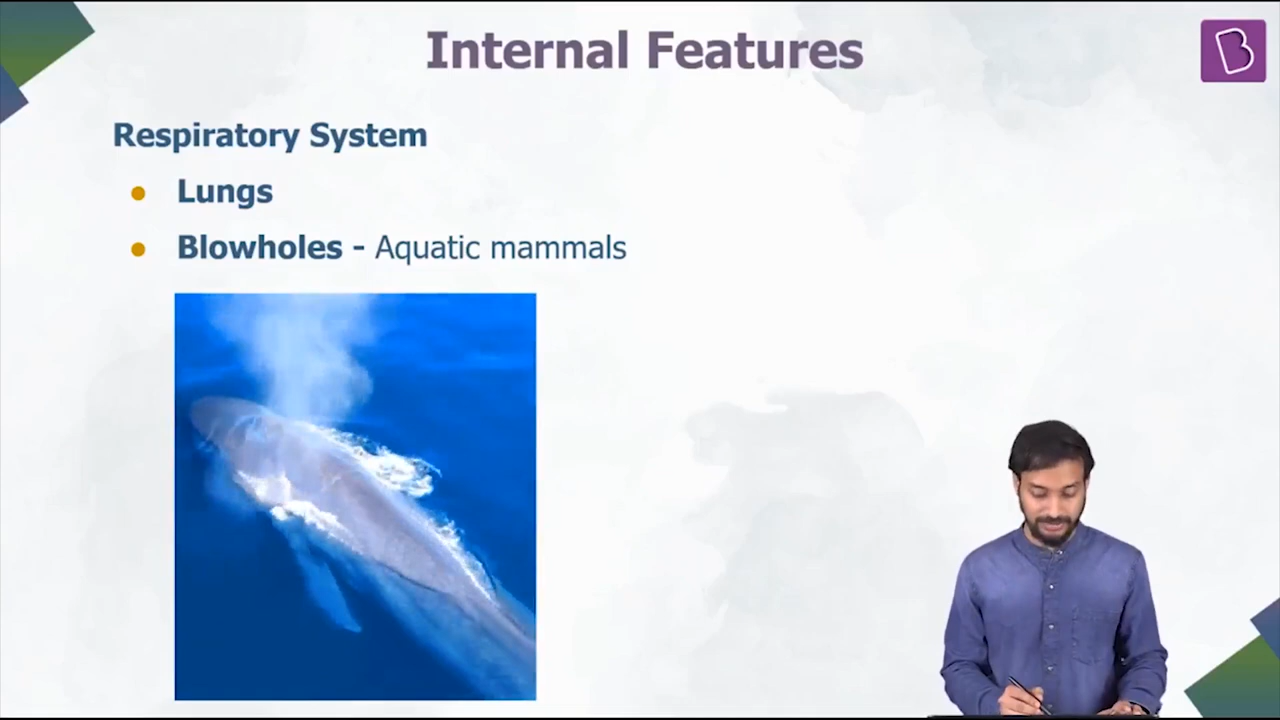 Internal Features
Respiratory System
● Lungs
● Blowholes - Aquatic mammals
B